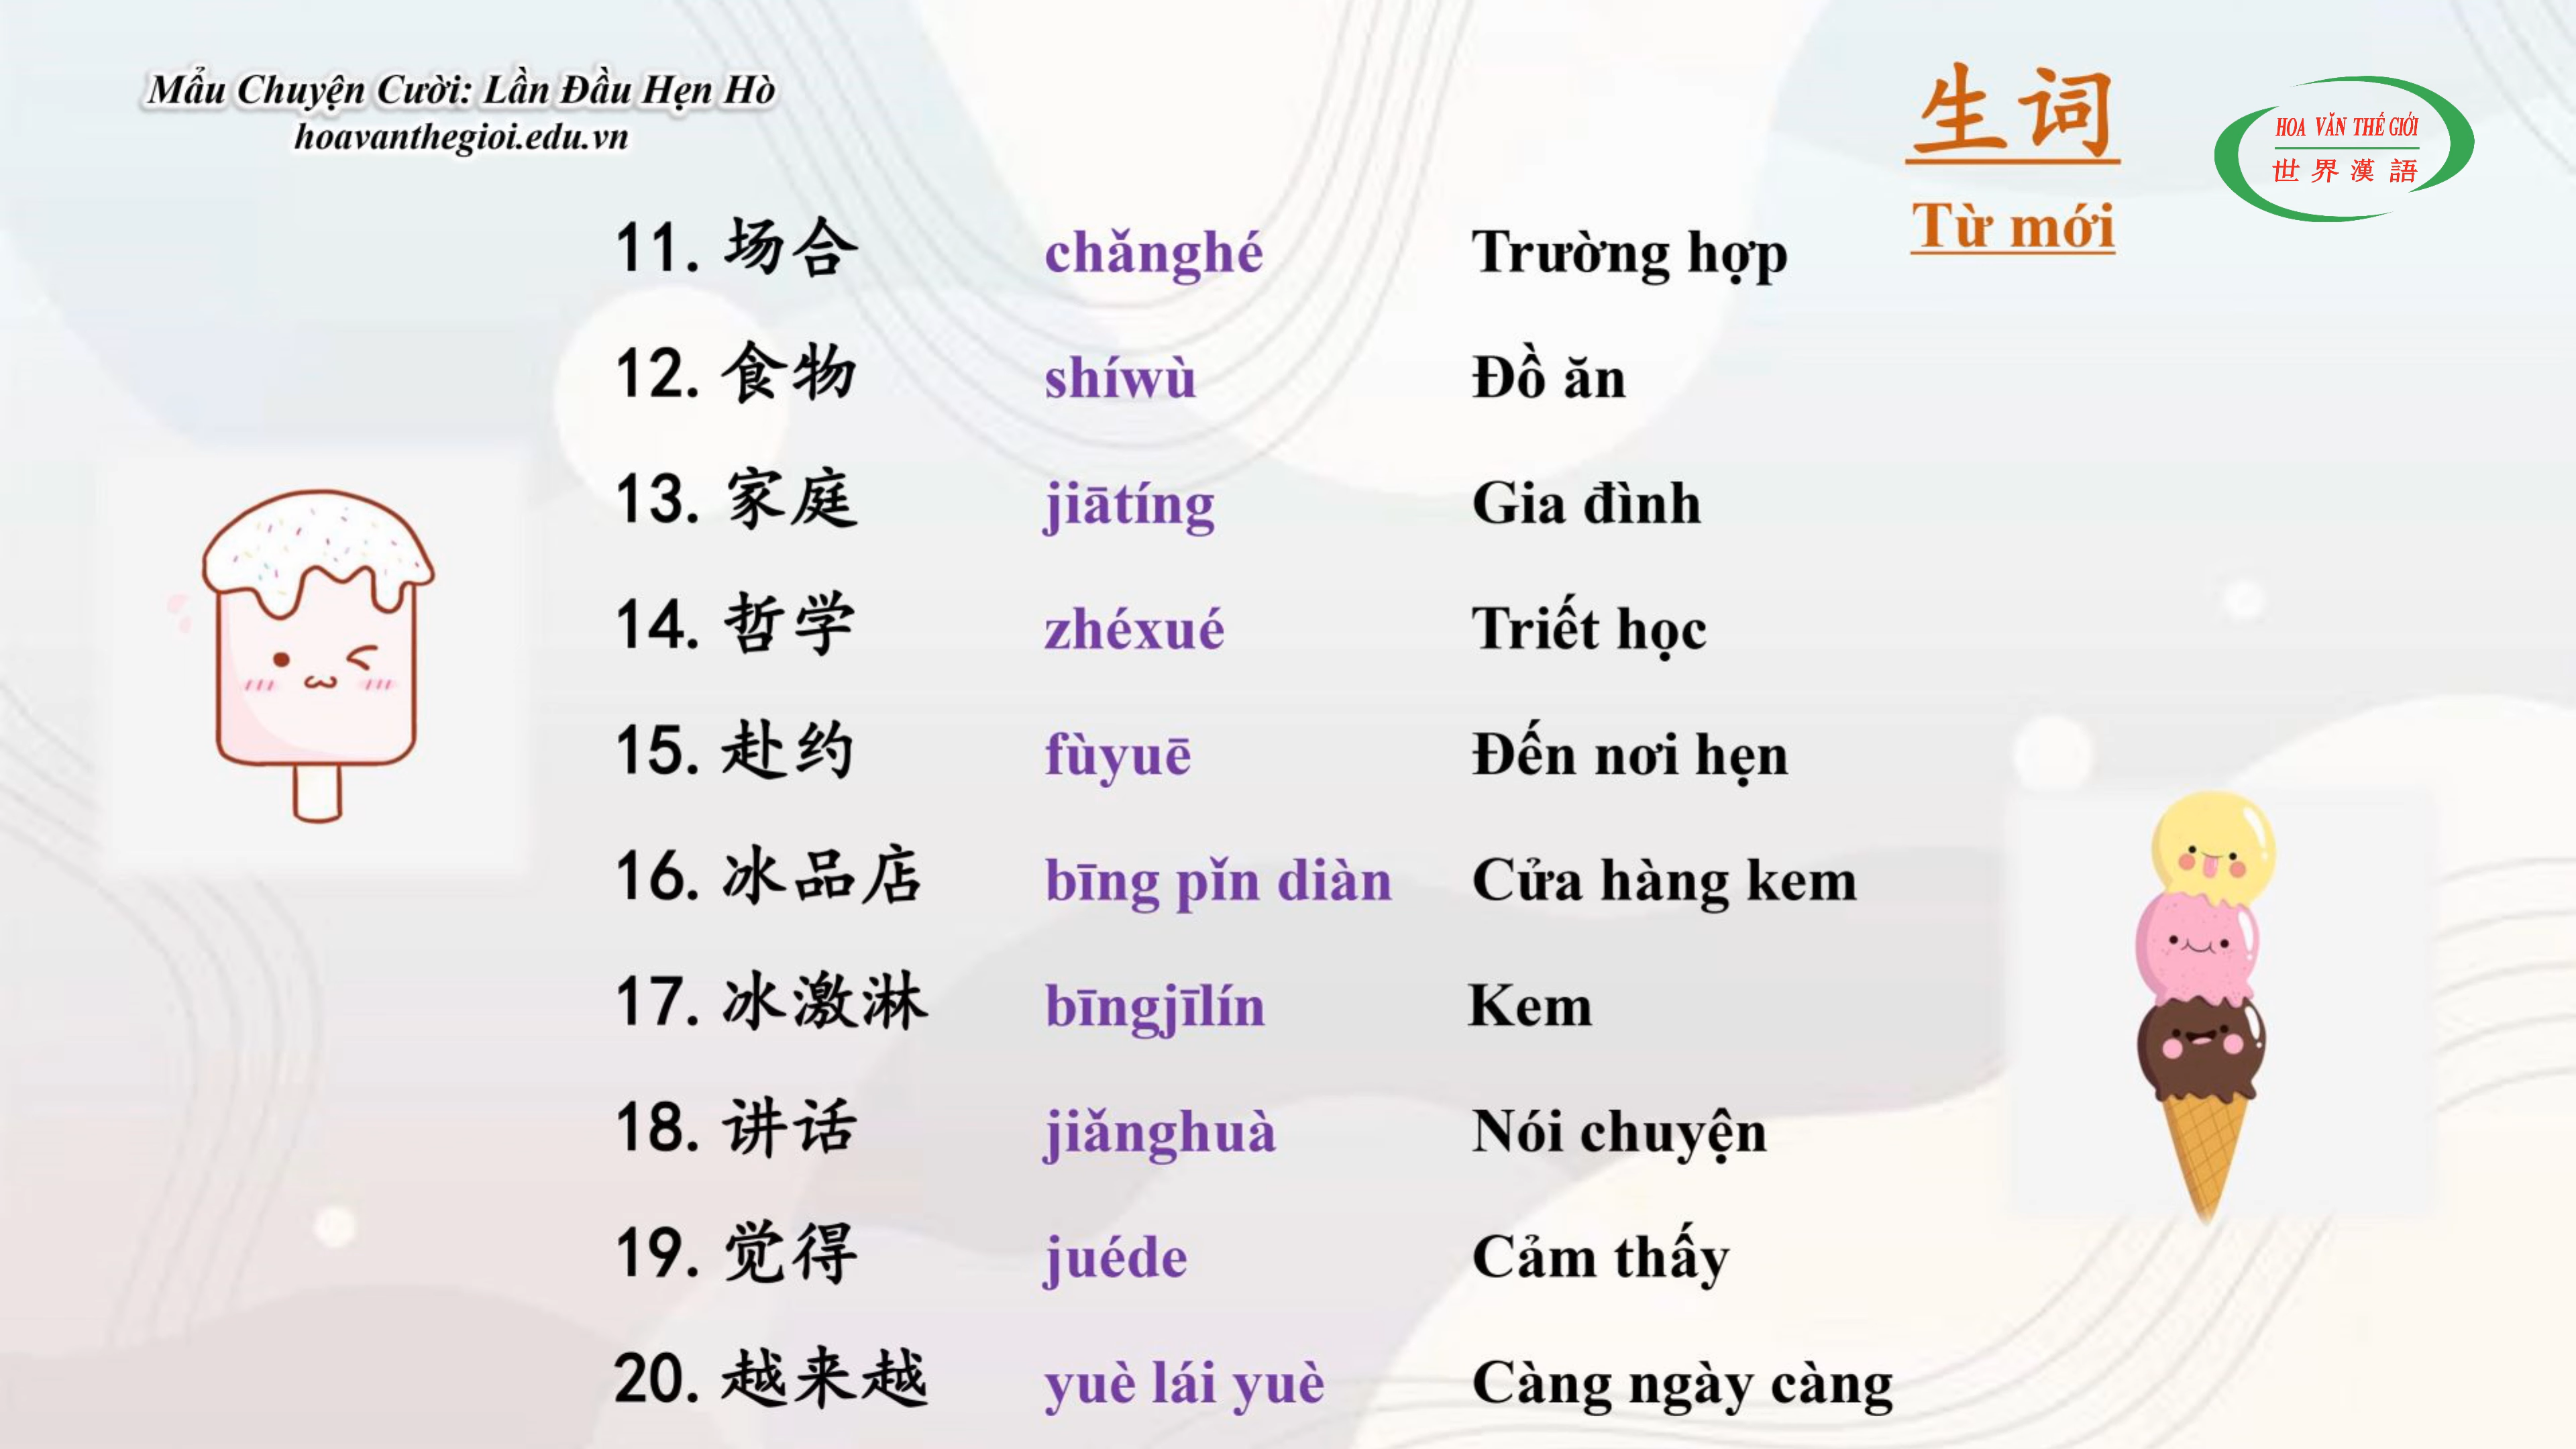 Mẩu Chuyện Cười: Lần Đầu Hẹn Hò
hoavanthegioi.edu.vn
生词
Từ mới
HOA VĂN THẾ GIỚI
世界漢語
11. 场合 chǎnghé Trường hợp
12. 食物 shíwù Đồ ăn
13. 家庭 jiātíng Gia đình
14. 哲学 zhéxué Triết học
15. 赴约 fùyuē Đến nơi hẹn
16. 冰品店 bīng pǐn diàn Cửa hàng kem
17. 冰激淋 bīngjīlín Kem
18. 讲话 jiǎnghuà Nói chuyện
19. 觉得 juéde Cảm thấy
20. 越来越 yuè lái yuè Càng ngày càng